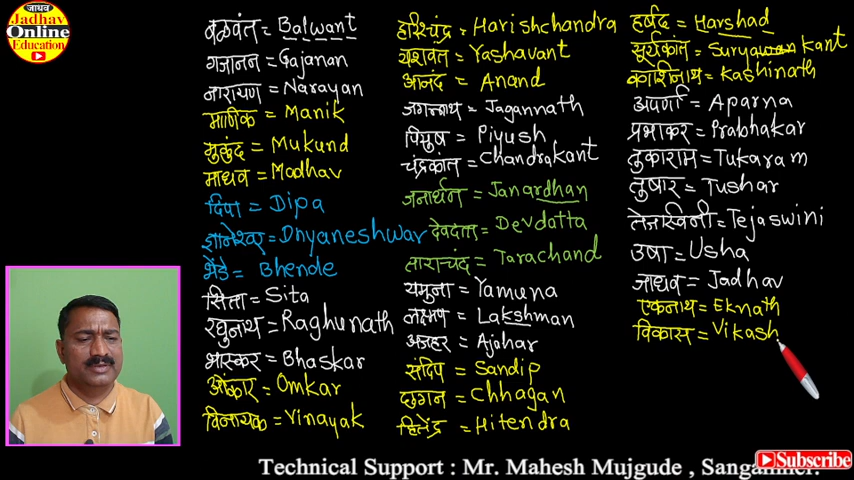 जाधव
Jadhav
Online
Education
बळवंत = Balwant
गजानन = Gajanan
नारायण = Narayan
माणिक = Manik
मुकुंद = Mukund
माधव = Madhav
दिपा = Dipa
ज्ञानेश्वर = Dnyaneshwar
भेंडे = Bhende
सिता = Sita
रघुनाथ = Raghunath
भास्कर = Bhaskar
ओंकार = Omkar
विनायक = Vinayak
हरिश्चंद्र = Harishchandra
यशवंत = Yashavant
आनंद = Anand
जगन्नाथ = Jagannath
पियुष = Piyush
चंद्रकांत = Chandrakant
जनार्धन = Janardhan
देवदत्त = Devdatta
ताराचंद = Tarachand
यमुना = Yamuna
लक्ष्मण = Lakshman
अजहर = Ajahar
संदिप = Sandip
छगन = Chhagan
हितेंद्र = Hitendra
हर्षद = Harshad
सूर्यकांत = Suryakant
काशिनाथ = Kashinath
अपर्णा = Aparna
प्रभाकर = Prabhakar
तुकाराम = Tukaram
तुषार = Tushar
तेजस्विनी = Tejaswini
उषा = Usha
जाधव = Jadhav
एकनाथ = Eknath
विकास = Vikash
Technical Support : Mr. Mahesh Mujgude , Sangamner.
Subscribe